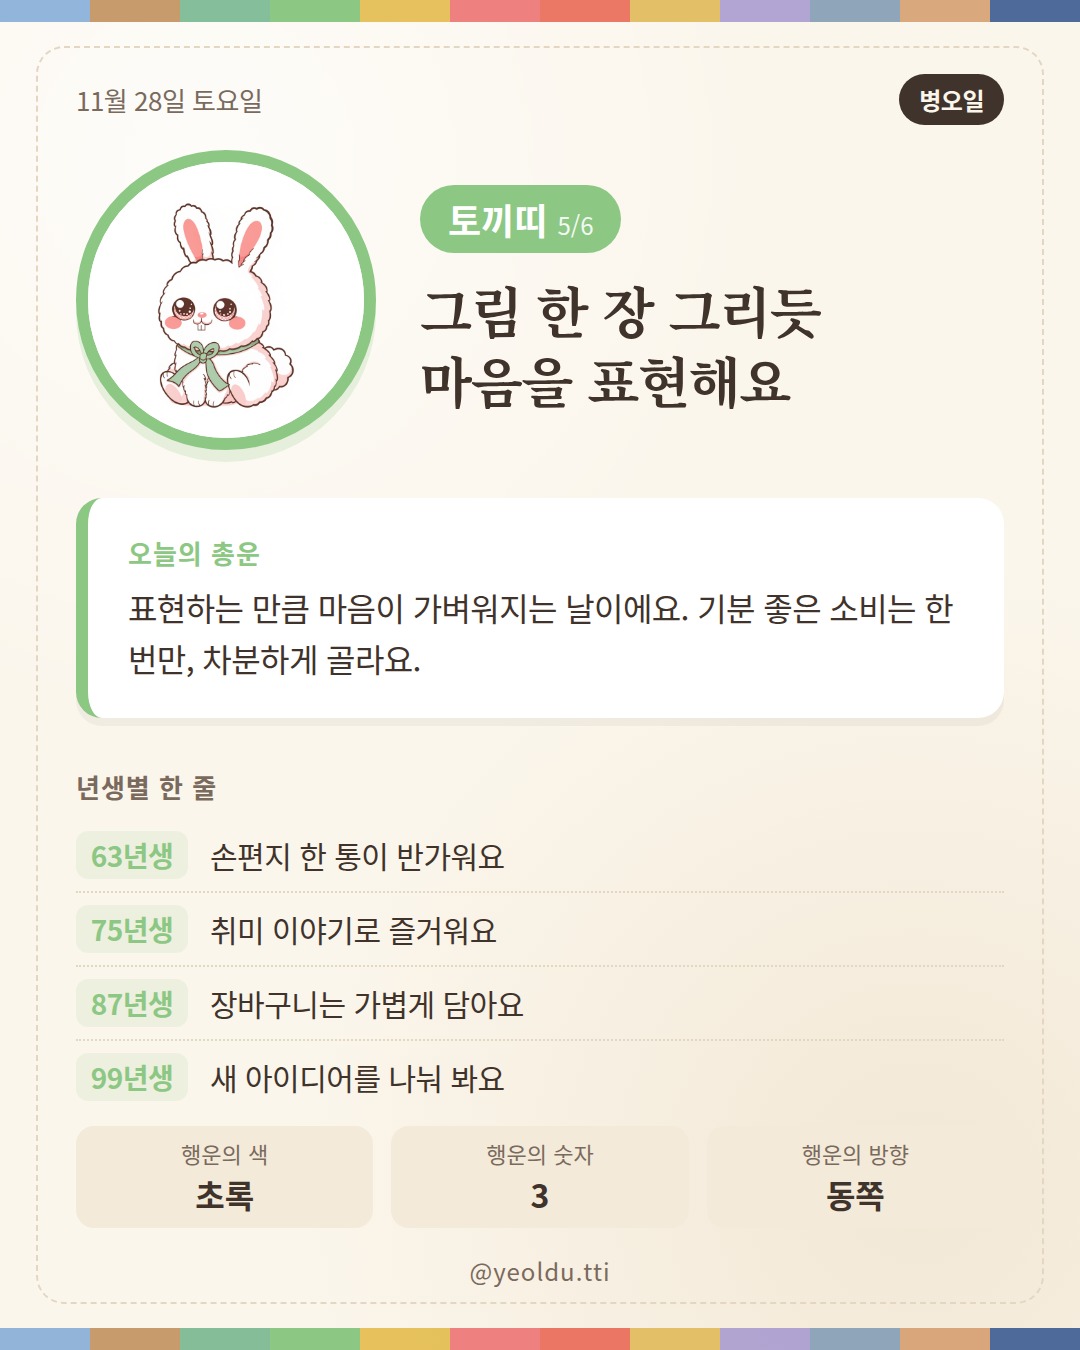 11월 28일 토요일
병오일
토끼띠 5/6
그림 한 장 그리듯
마음을 표현해요
오늘의 총운
표현하는 만큼 마음이 가벼워지는 날이에요. 기분 좋은 소비는 한
번만, 차분하게 골라요.
년생별 한 줄
63년생 손편지 한 통이 반가워요
75년생 취미 이야기로 즐거워요
87년생 장바구니는 가볍게 담아요
99년생 새 아이디어를 나눠 봐요
행운의 색
초록
행운의 숫자
3
행운의 방향
동쪽
@yeoldu.tti